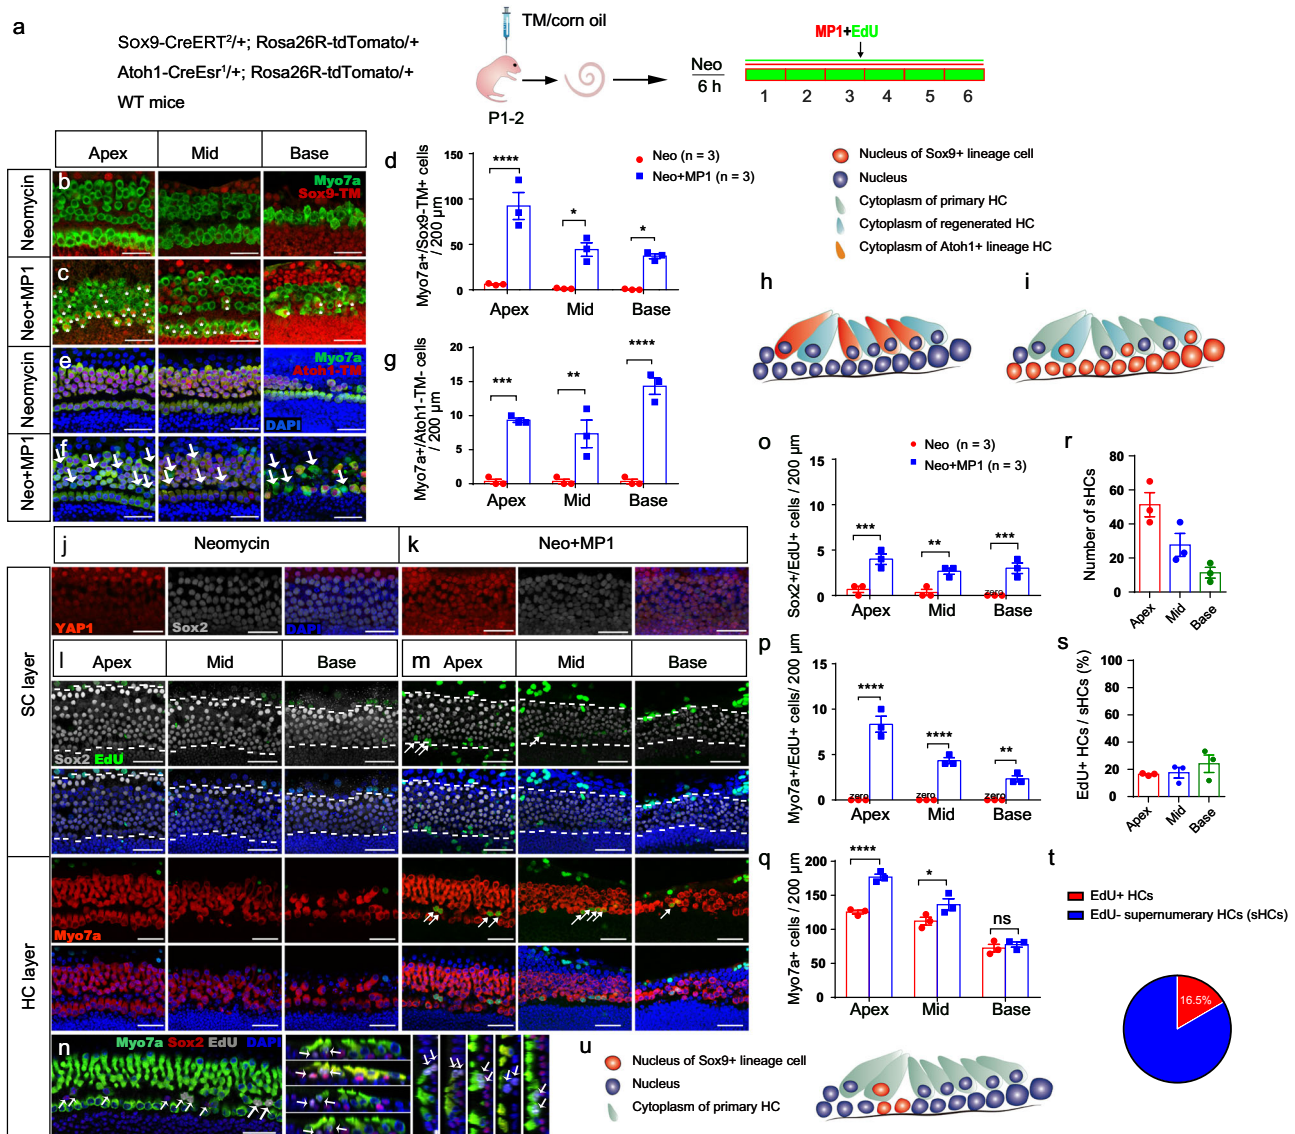 a
Sox9-CreERT²/+; Rosa26R-tdTomato/+
Atoh1-CreEsr¹/+; Rosa26R-tdTomato/+
WT mice
TM/corn oil
P1-2
Neo
6 h
MP1+EdU
1 2 3 4 5 6
Apex Mid Base
Neomycin
b
Myo7a
Sox9-TM
Neo+MP1
c
Neomycin
e
Myo7a
Atoh1-TM
DAPI
Neo+MP1
f
d
Myo7a+/Sox9-TM+ cells
/ 200 µm
150
100
50
0
**** * *
Apex Mid Base
Neo (n = 3)
Neo+MP1 (n = 3)
g
Myo7a+/Atoh1-TM- cells
/ 200 µm
20
15
10
5
0
*** ** ****
Apex Mid Base
Nucleus of Sox9+ lineage cell
Nucleus
Cytoplasm of primary HC
Cytoplasm of regenerated HC
Cytoplasm of Atoh1+ lineage HC
h
i
j Neomycin
k Neo+MP1
SC layer
YAP1
Sox2
DAPI
l Apex Mid Base
m Apex Mid Base
Sox2 EdU
HC layer
Myo7a
n
Myo7a Sox2 EdU DAPI
o
Neo (n = 3)
Neo+MP1 (n = 3)
Sox2+/EdU+ cells / 200 µm
15
10
5
0
*** ** ***
zero
Apex Mid Base
p
Myo7a+/EdU+ cells/ 200 µm
15
10
5
0
**** **** **
zero zero zero
Apex Mid Base
q
Myo7a+ cells / 200 µm
200
150
100
50
0
**** * ns
Apex Mid Base
r
Number of sHCs
80
60
40
20
0
Apex Mid Base
s
EdU+ HCs / sHCs (%)
100
80
60
40
20
0
Apex Mid Base
t
EdU+ HCs
EdU- supernumerary HCs (sHCs)
16.5%
u
Nucleus of Sox9+ lineage cell
Nucleus
Cytoplasm of primary HC